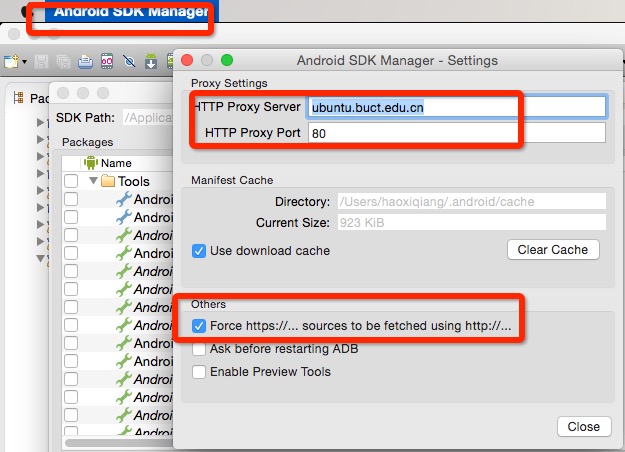 Android SDK Manager
Android SDK Manager - Settings
Proxy Settings
HTTP Proxy Server
ubuntu.buct.edu.cn
HTTP Proxy Port
80
Manifest Cache
Directory:
/Users/haoxiqiang/.android/cache
Current Size:
923 KiB
Use download cache
Clear Cache
Others
Force https://... sources to be fetched using http://...
Ask before restarting ADB
Enable Preview Tools
Close
Pac
SDK Path:
/Applica
Packages
Name
Tools
Androi
Androi
Androi
Androi
Androi
Androi
Androi
Androi
Androi
Androi
Androi
Androi
Androi
Androi